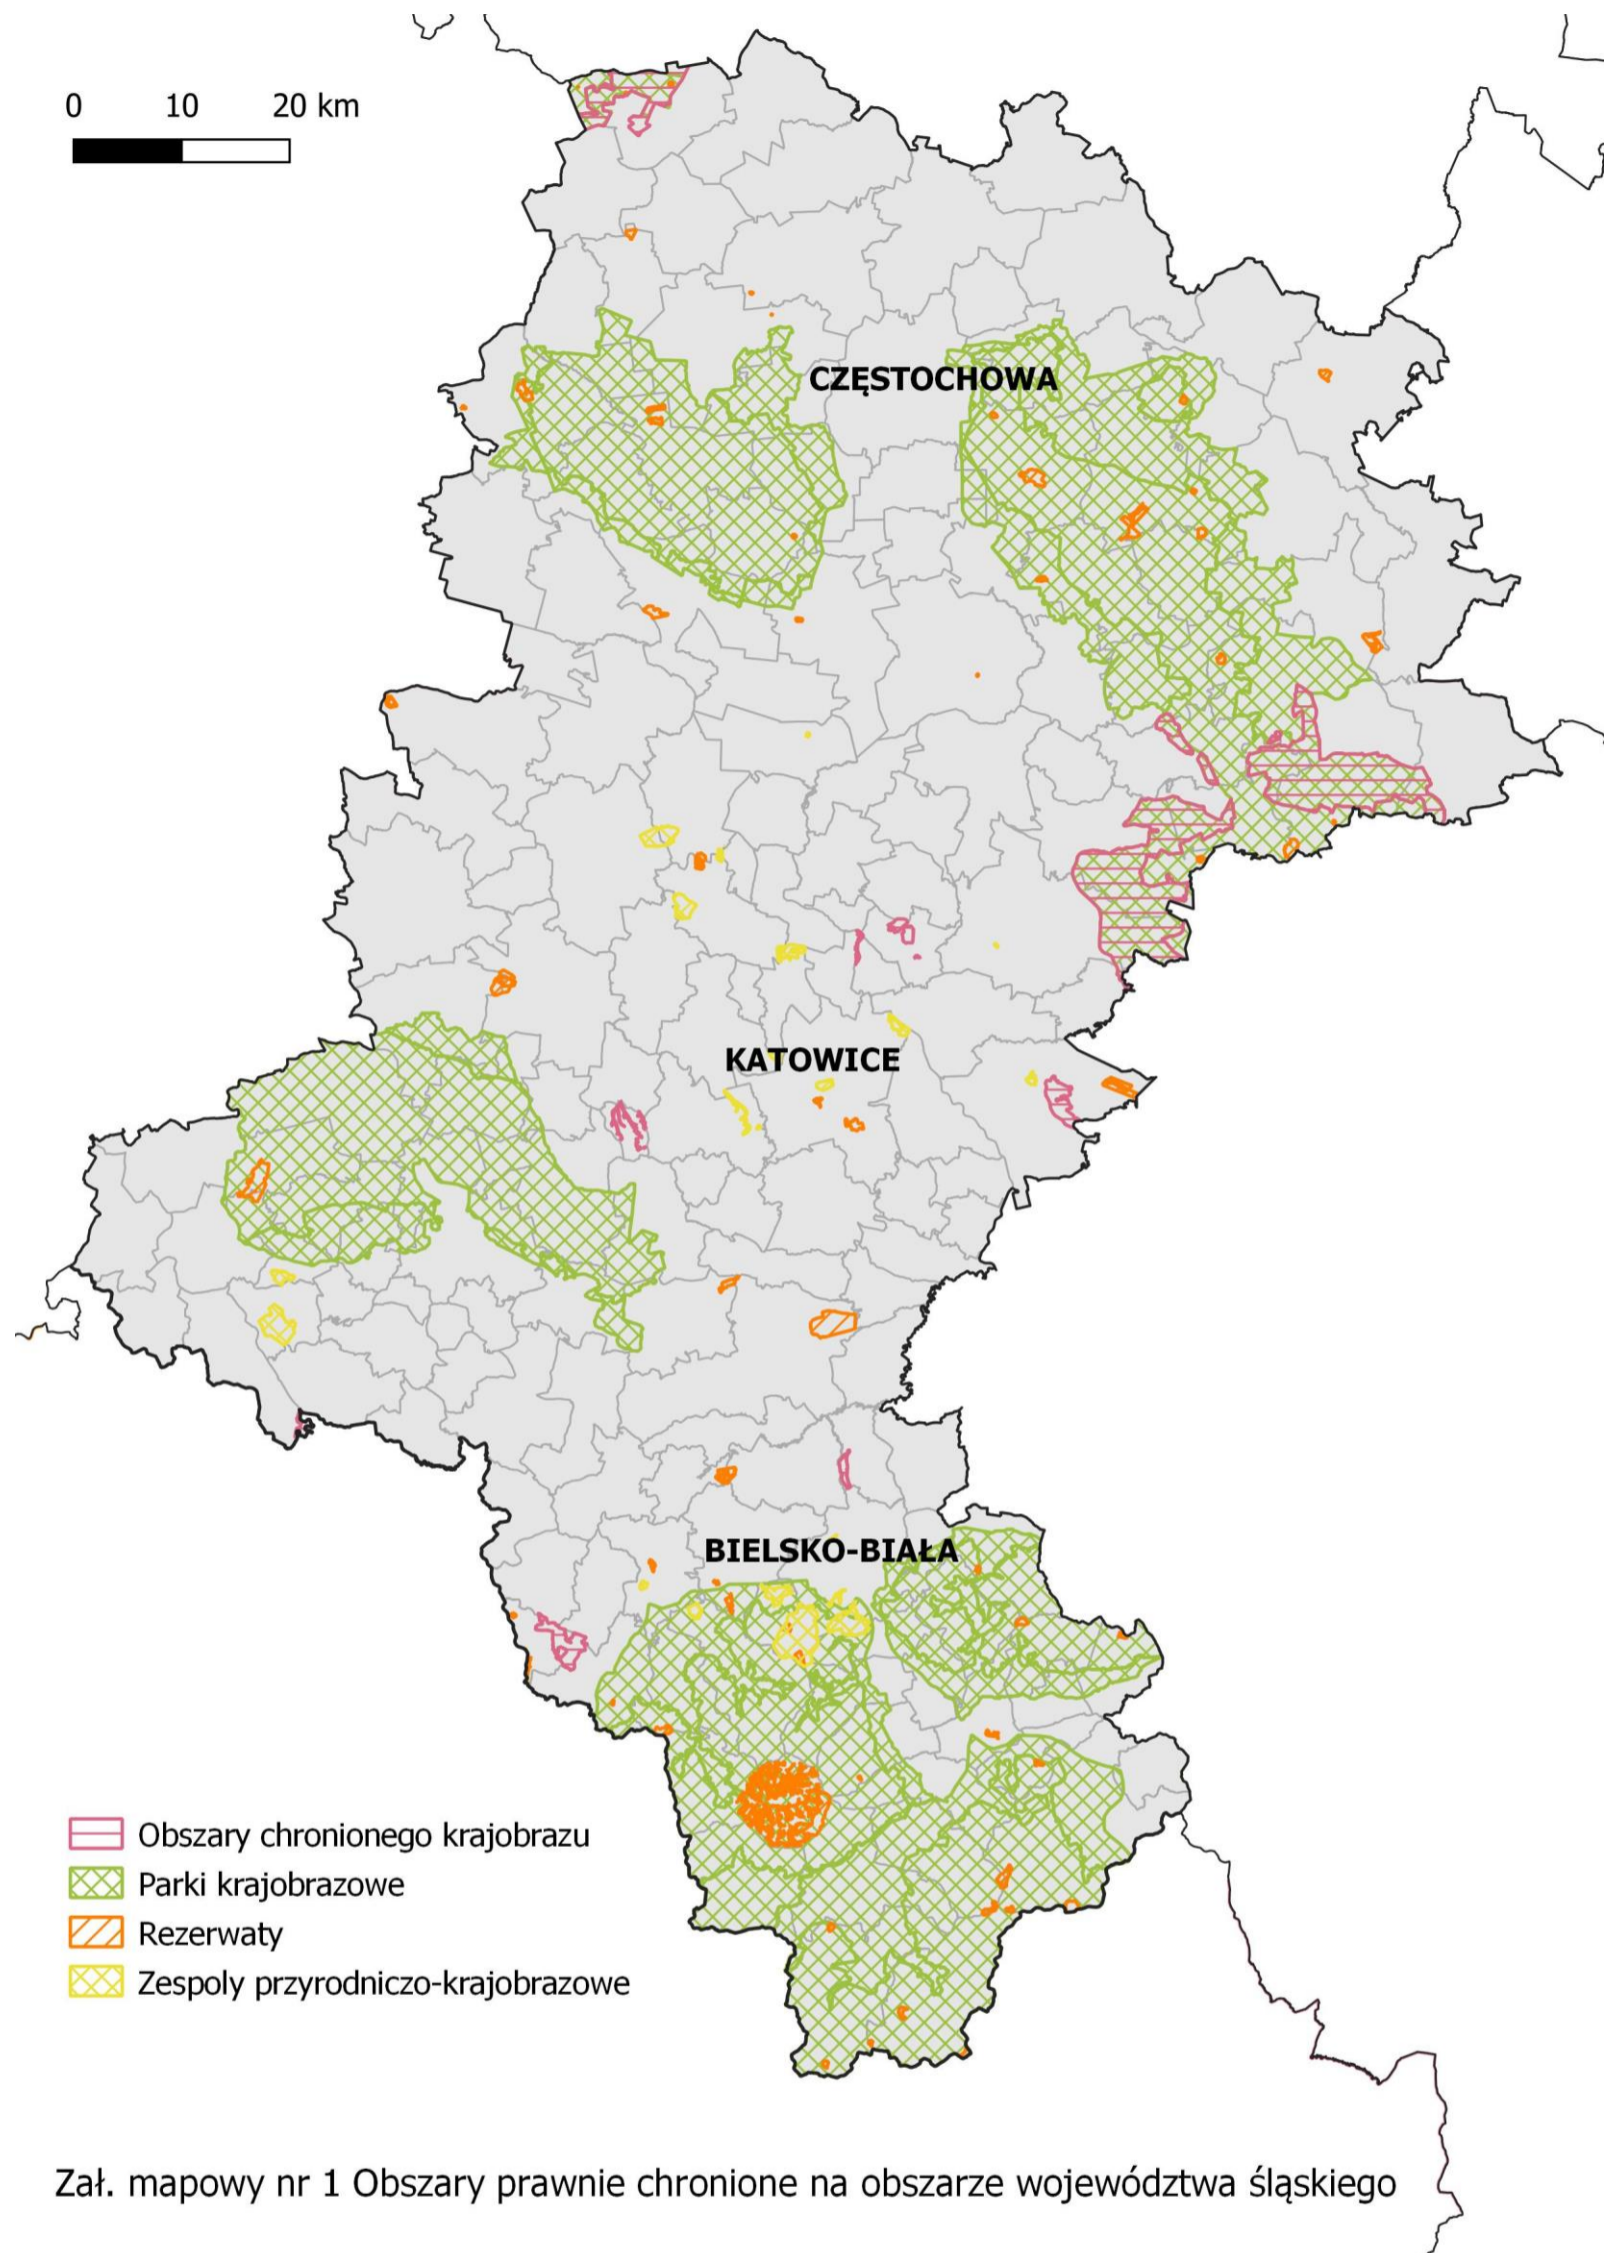 0 10 20 km
CZĘSTOCHOWA
KATOWICE
BIELSKO-BIAŁA
Obszary chronionego krajobrazu
Parki krajobrazowe
Rezerwaty
Zespoly przyrodniczo-krajobrazowe
Zał. mapowy nr 1 Obszary prawnie chronione na obszarze województwa śląskiego